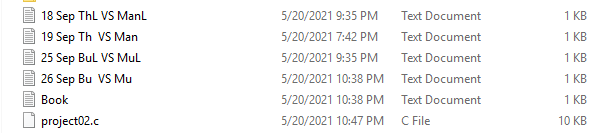 18 Sep ThL VS ManL 5/20/2021 9:35 PM Text Document 1 KB
19 Sep Th  VS Man 5/20/2021 7:42 PM Text Document 1 KB
25 Sep BuL VS MuL 5/20/2021 9:35 PM Text Document 1 KB
26 Sep Bu  VS Mu 5/20/2021 10:38 PM Text Document 1 KB
Book 5/20/2021 10:38 PM Text Document 1 KB
project02.c 5/20/2021 10:47 PM C File 10 KB